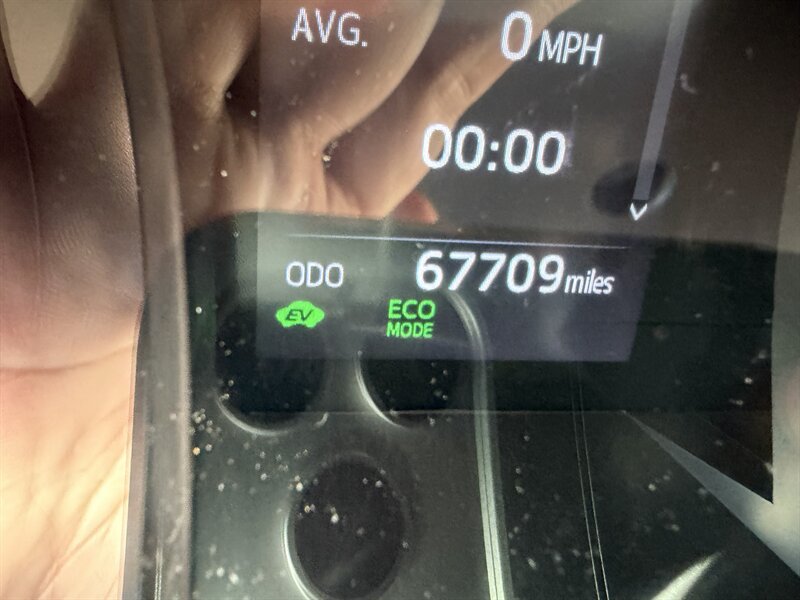 AVG. 0 MPH
00:00
ODO 67709 miles
EV ECO
MODE